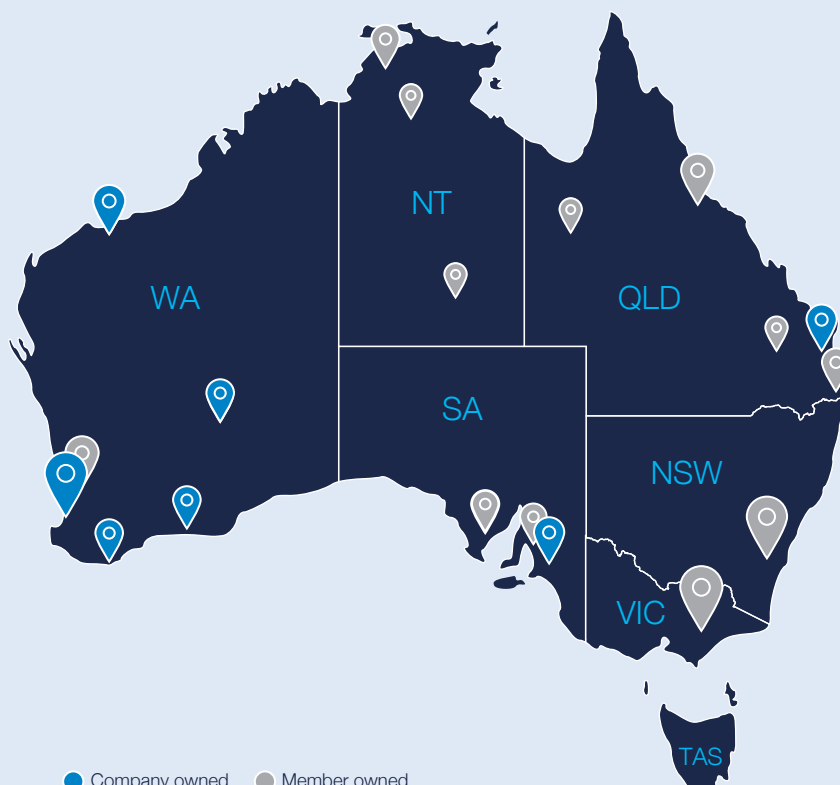 NT
WA
QLD
SA
NSW
VIC
TAS
Company owned
Member owned